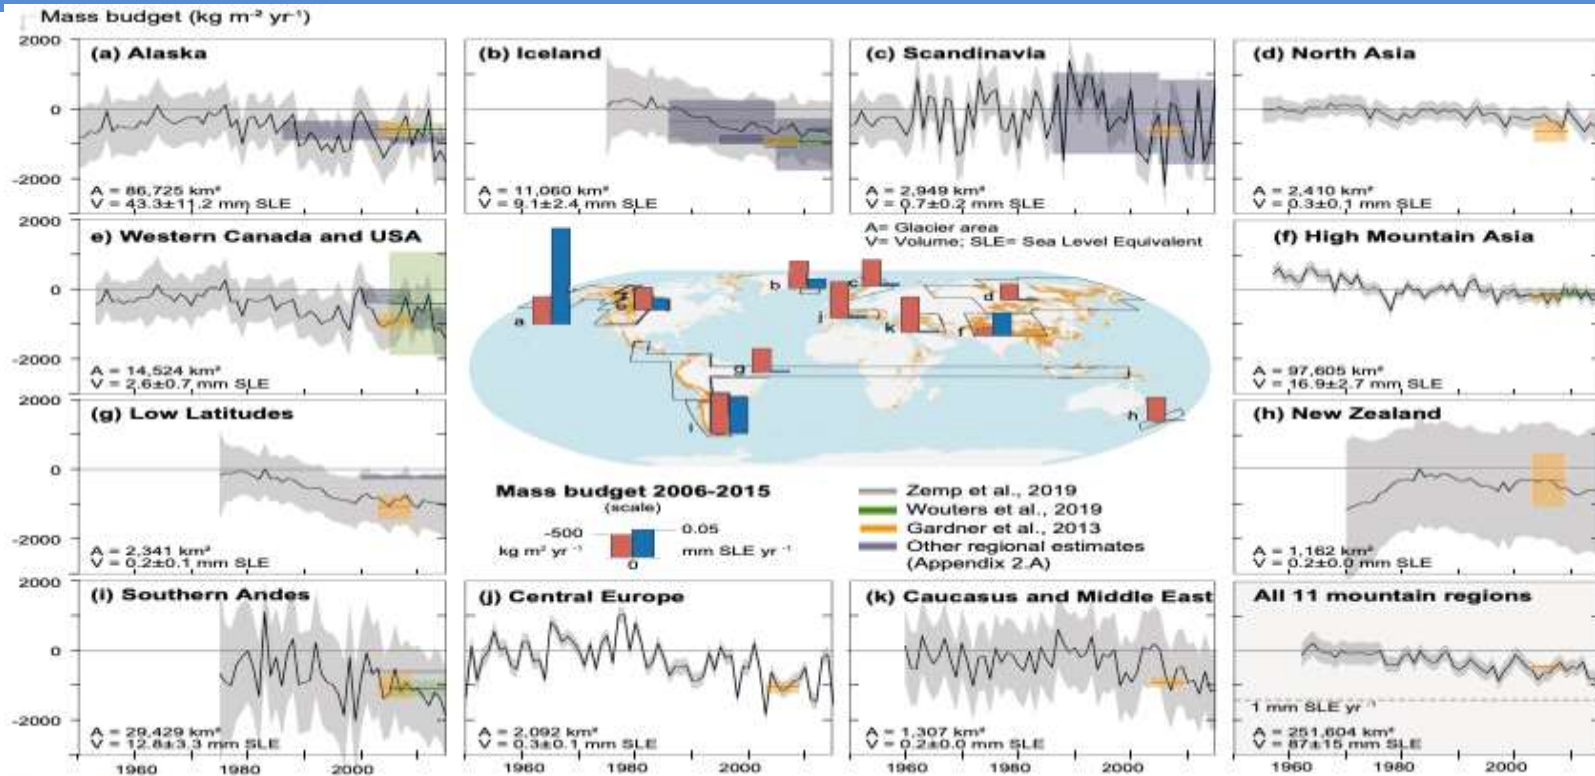 Mass budget (kg m⁻² yr⁻¹)
2000
0
-2000
(a) Alaska
A = 86,725 km²
V = 43.3±11.2 mm SLE
(b) Iceland
A = 11,060 km²
V = 9.1±2.4 mm SLE
(c) Scandinavia
A = 2,949 km²
V = 0.7±0.2 mm SLE
(d) North Asia
A = 2,410 km²
V = 0.3±0.1 mm SLE
2000
0
-2000
e) Western Canada and USA
A = 14,524 km²
V = 2.6±0.7 mm SLE
A= Glacier area
V= Volume; SLE= Sea Level Equivalent
a
b
c
d
e
f
g
h
i
j
k
(f) High Mountain Asia
A = 97,605 km²
V = 16.9±2.7 mm SLE
2000
0
-2000
(g) Low Latitudes
A = 2,341 km²
V = 0.2±0.1 mm SLE
Mass budget 2006-2015
(scale)
-500
kg m² yr⁻¹
0
0.05
mm SLE yr⁻¹
Zemp et al., 2019
Wouters et al., 2019
Gardner et al., 2013
Other regional estimates
(Appendix 2.A)
(h) New Zealand
A = 1,162 km²
V = 0.2±0.0 mm SLE
2000
0
-2000
(i) Southern Andes
A = 29,429 km²
V = 12.8±3.3 mm SLE
1960 1980 2000
(j) Central Europe
A = 2,092 km²
V = 0.3±0.1 mm SLE
1960 1980 2000
(k) Caucasus and Middle East
A = 1,307 km²
V = 0.2±0.0 mm SLE
1960 1980 2000
All 11 mountain regions
1 mm SLE yr⁻¹
A = 251,604 km²
V = 87±15 mm SLE
1960 1980 2000